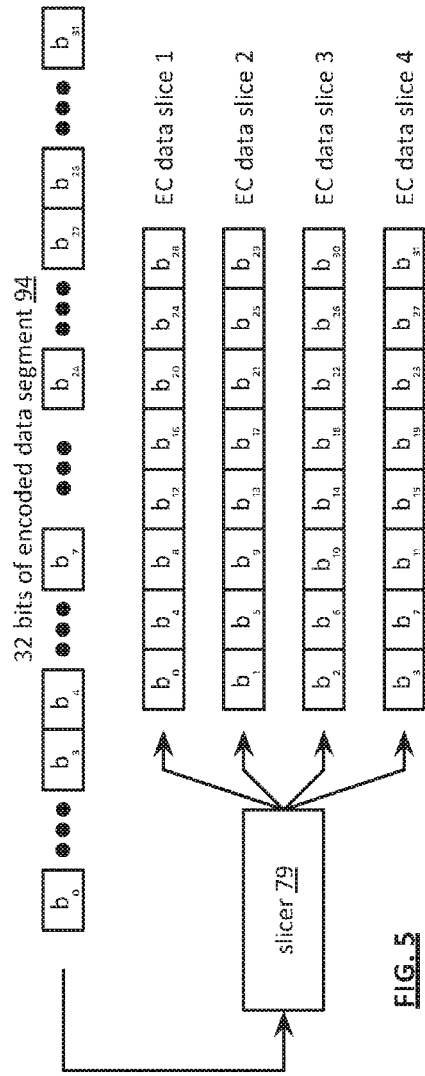 32 bits of encoded data segment 94
b₀ ••• b₃ b₄ ••• b₇ ••• b₂₄ ••• b₂₇ b₂₈ ••• b₃₁
slicer 79
b₀ b₄ b₈ b₁₂ b₁₆ b₂₀ b₂₄ b₂₈ EC data slice 1
b₁ b₅ b₉ b₁₃ b₁₇ b₂₁ b₂₅ b₂₉ EC data slice 2
b₂ b₆ b₁₀ b₁₄ b₁₈ b₂₂ b₂₆ b₃₀ EC data slice 3
b₃ b₇ b₁₁ b₁₅ b₁₉ b₂₃ b₂₇ b₃₁ EC data slice 4
FIG. 5